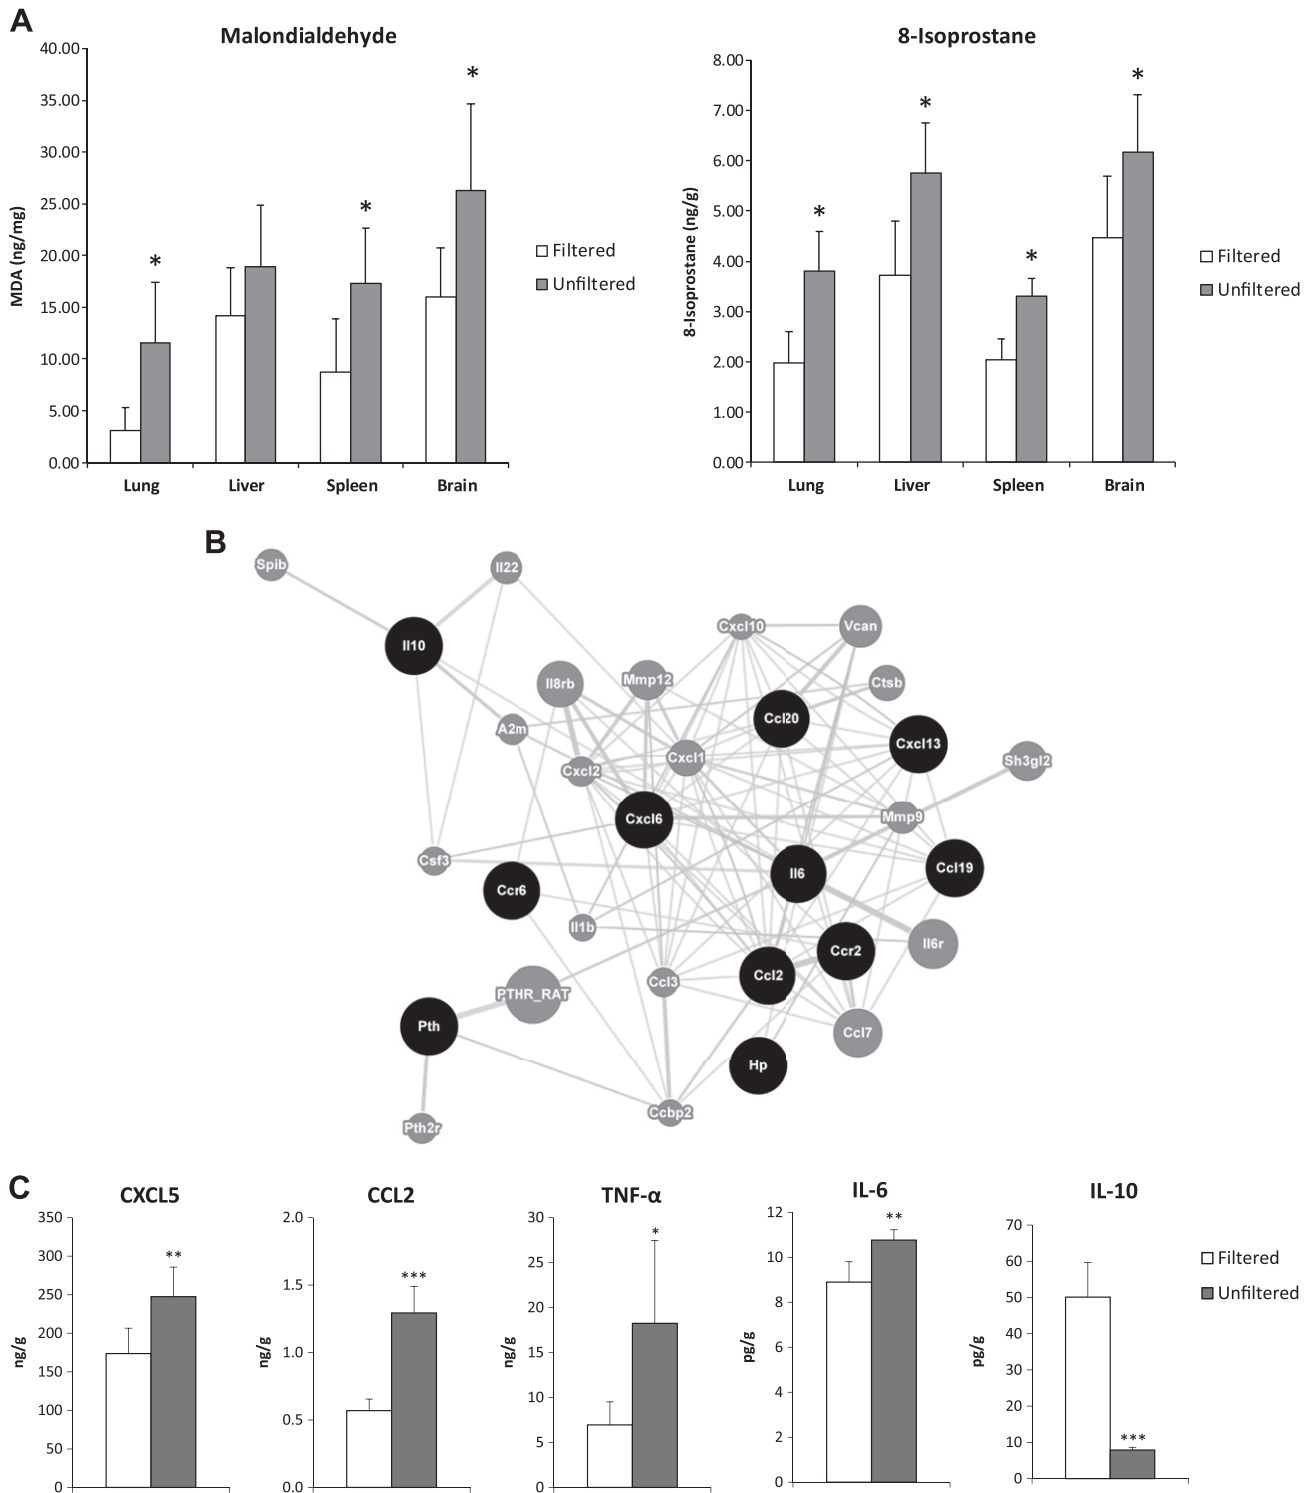 A
Malondialdehyde
40.00
35.00
30.00
25.00
20.00
15.00
10.00
5.00
0.00
MDA (ng/mg)
*
*
*
Lung Liver Spleen Brain
Filtered
Unfiltered
8-Isoprostane
8.00
7.00
6.00
5.00
4.00
3.00
2.00
1.00
0.00
8-Isoprostane (ng/g)
*
*
*
*
Lung Liver Spleen Brain
Filtered
Unfiltered
B
Spib
Il22
Il10
Cxcl10
Vcan
Il8rb
Mmp12
Ctsb
A2m
Ccl20
Cxcl13
Cxcl2
Cxcl1
Sh3gl2
Cxcl6
Mmp9
Csf3
Il6
Ccl19
Ccr6
Il1b
Il6r
Ccr2
Ccl2
Ccl3
PTHR_RAT
Pth
Ccl7
Hp
Ccbp2
Pth2r
C
CXCL5
350
300
250
200
150
100
50
0
ng/g
**
CCL2
2.0
1.5
1.0
0.5
0.0
ng/g
***
TNF-α
30
25
20
15
10
5
0
ng/g
*
IL-6
12
10
8
6
4
2
0
pg/g
**
IL-10
70
60
50
40
30
20
10
0
pg/g
***
Filtered
Unfiltered